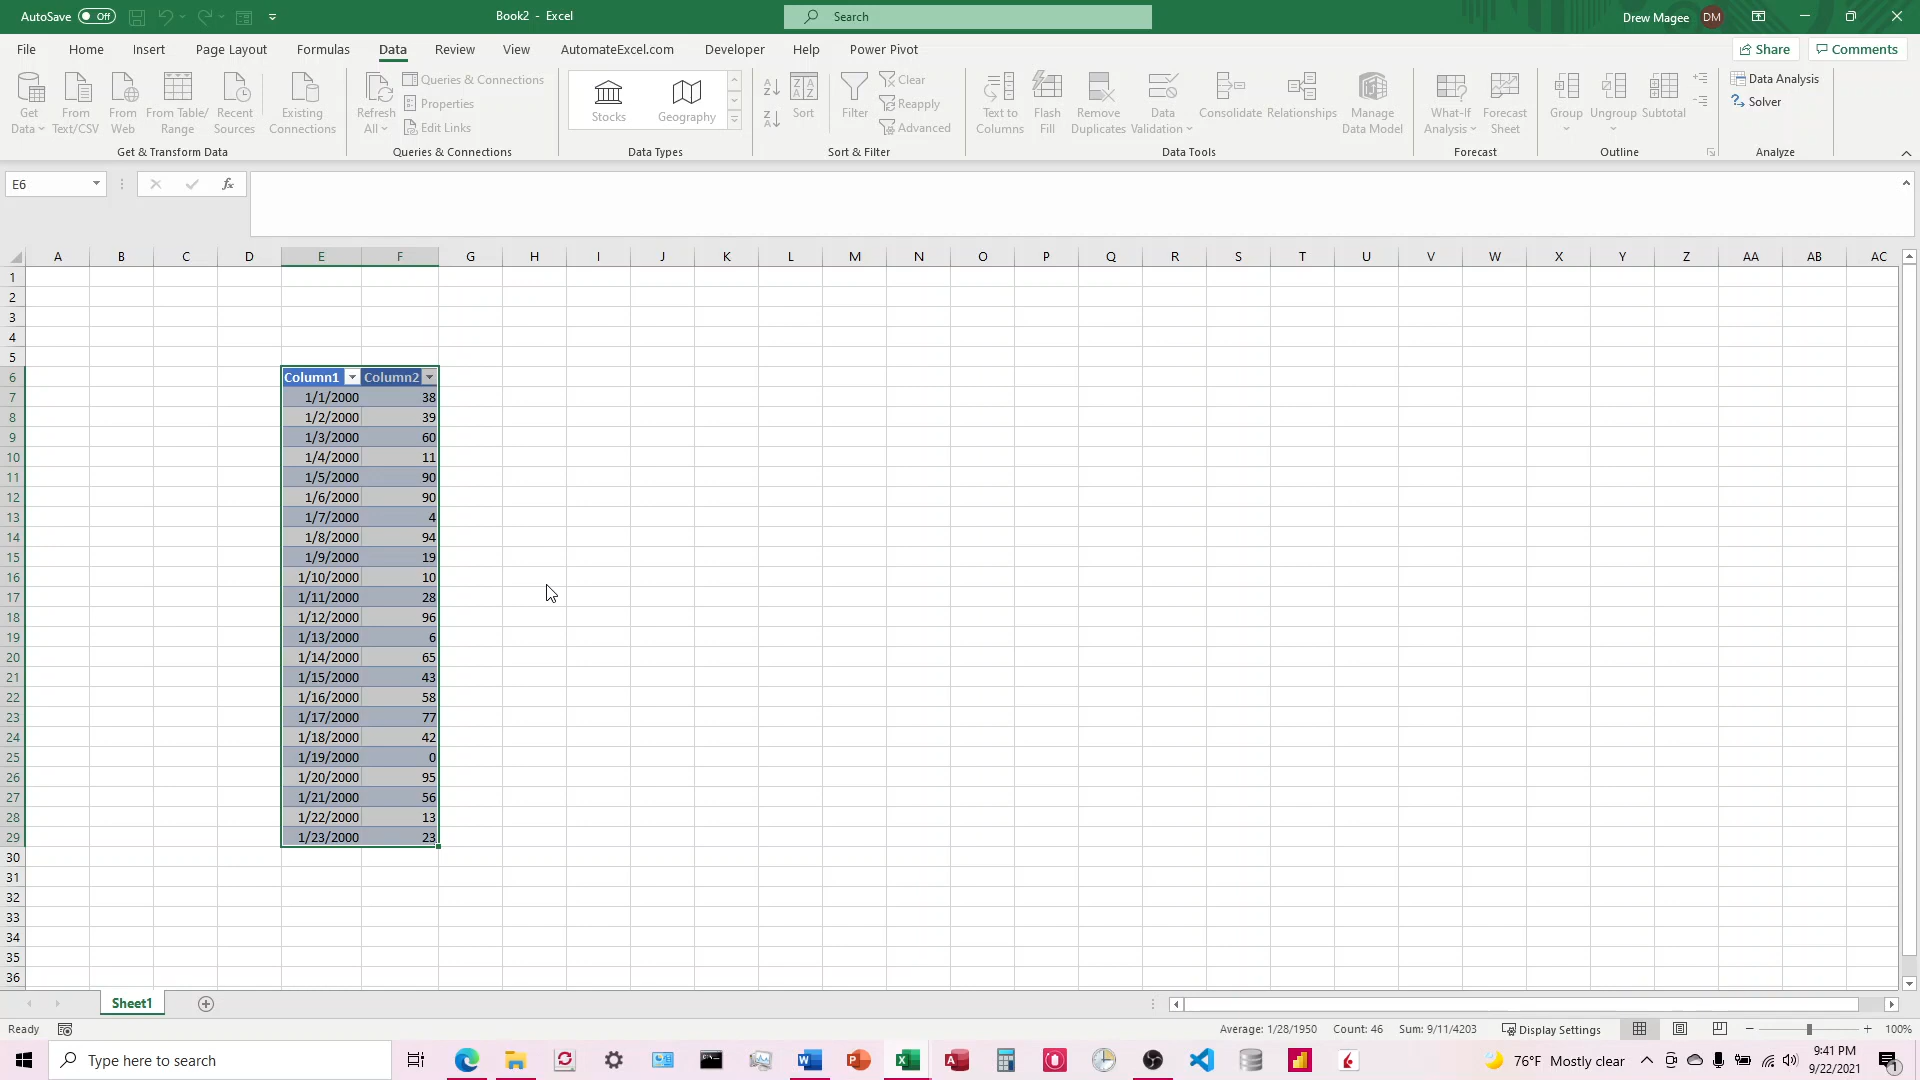 AutoSave Off
Book2 - Excel
Search
Drew Magee DM
File Home Insert Page Layout Formulas Data Review View AutomateExcel.com Developer Help Power Pivot
Share Comments
Get Data
From Text/CSV
From Web
From Table/ Range
Recent Sources
Existing Connections
Get & Transform Data
Refresh All
Queries & Connections
Properties
Edit Links
Queries & Connections
Stocks
Geography
Data Types
Sort
Filter
Clear
Reapply
Advanced
Sort & Filter
Text to Columns
Flash Fill
Remove Duplicates
Data Validation
Consolidate
Relationships
Manage Data Model
Data Tools
What-If Analysis
Forecast Sheet
Forecast
Group
Ungroup
Subtotal
Outline
Data Analysis
Solver
Analyze
E6
fx
A B C D E F G H I J K L M N O P Q R S T U V W X Y Z AA AB AC
1
2
3
4
5
6 Column1 Column2
7 1/1/2000 38
8 1/2/2000 39
9 1/3/2000 60
10 1/4/2000 11
11 1/5/2000 90
12 1/6/2000 90
13 1/7/2000 4
14 1/8/2000 94
15 1/9/2000 19
16 1/10/2000 10
17 1/11/2000 28
18 1/12/2000 96
19 1/13/2000 6
20 1/14/2000 65
21 1/15/2000 43
22 1/16/2000 58
23 1/17/2000 77
24 1/18/2000 42
25 1/19/2000 0
26 1/20/2000 95
27 1/21/2000 56
28 1/22/2000 13
29 1/23/2000 23
30
31
32
33
34
35
36
Sheet1
Ready
Average: 1/28/1950 Count: 46 Sum: 9/11/4203 Display Settings 100%
Type here to search
76°F Mostly clear
9:41 PM
9/22/2021
1